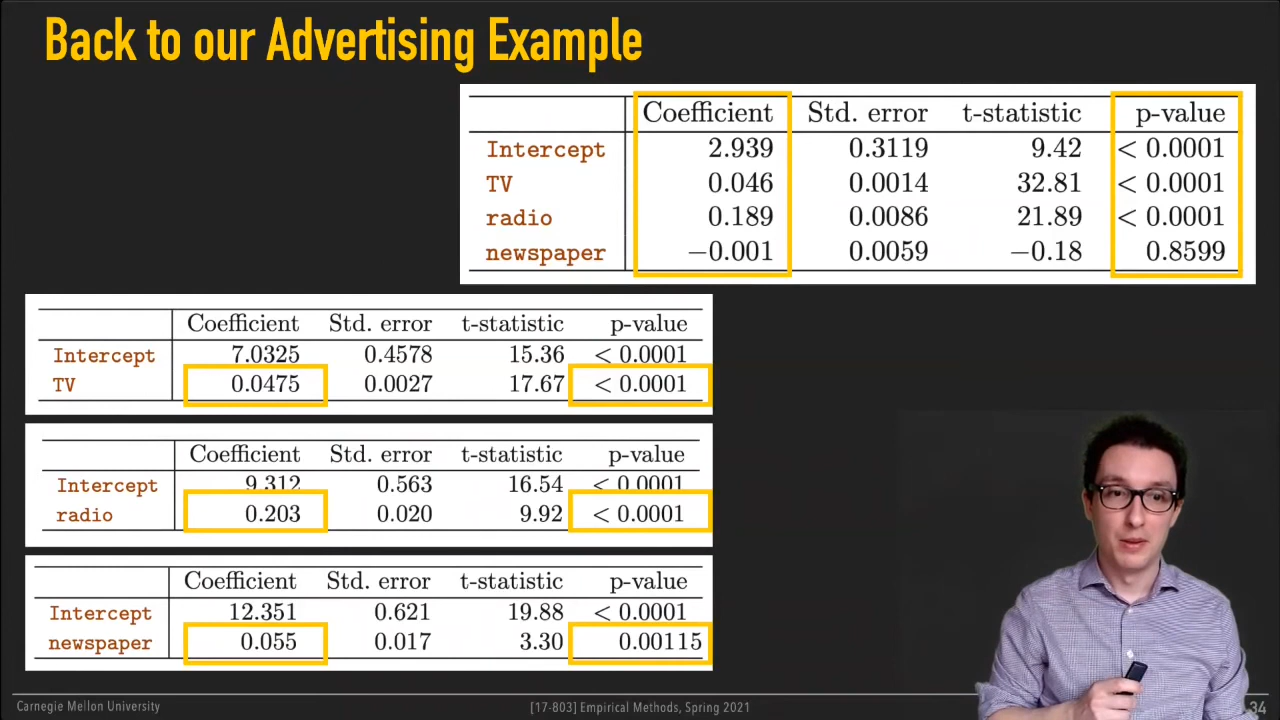 Back to our Advertising Example
Coefficient Std. error t-statistic p-value
Intercept 2.939 0.3119 9.42 < 0.0001
TV 0.046 0.0014 32.81 < 0.0001
radio 0.189 0.0086 21.89 < 0.0001
newspaper −0.001 0.0059 −0.18 0.8599
Coefficient Std. error t-statistic p-value
Intercept 7.0325 0.4578 15.36 < 0.0001
TV 0.0475 0.0027 17.67 < 0.0001
Coefficient Std. error t-statistic p-value
Intercept 9.312 0.563 16.54 < 0.0001
radio 0.203 0.020 9.92 < 0.0001
Coefficient Std. error t-statistic p-value
Intercept 12.351 0.621 19.88 < 0.0001
newspaper 0.055 0.017 3.30 0.00115
Carnegie Mellon University [17-803] Empirical Methods, Spring 2021 34